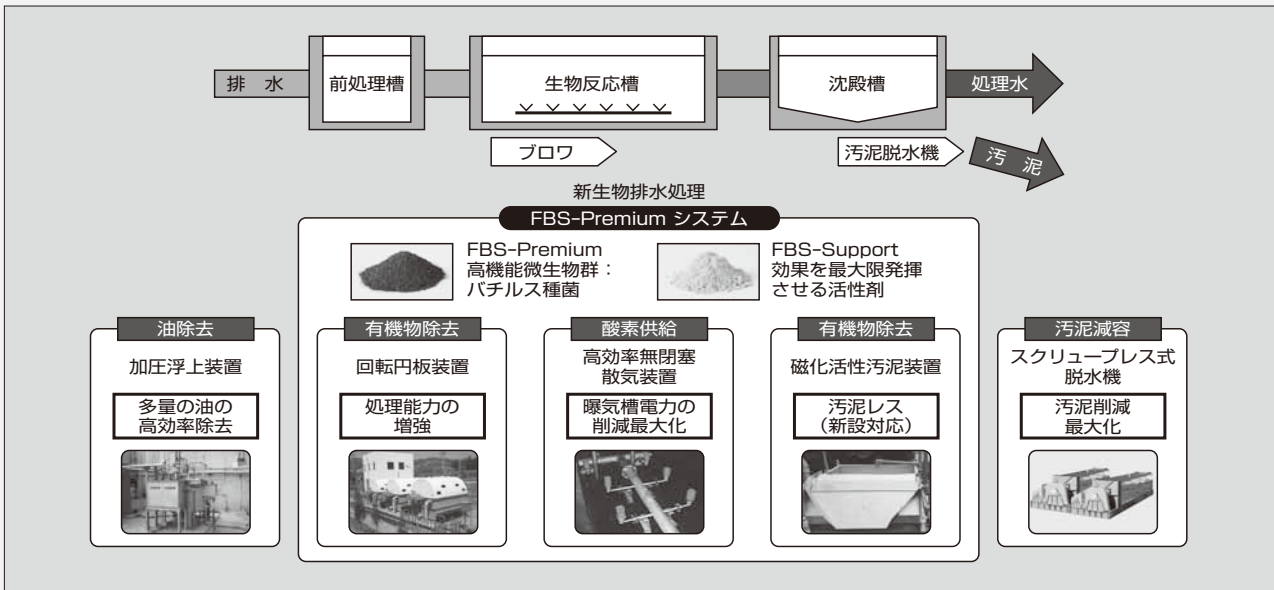 排 水
前処理槽
生物反応槽
沈殿槽
処理水
ブロワ
汚泥脱水機
汚 泥
新生物排水処理
FBS-Premium システム
FBS-Premium
高機能微生物群：
バチルス種菌
FBS-Support
効果を最大限発揮
させる活性剤
油除去
加圧浮上装置
多量の油の
高効率除去
有機物除去
回転円板装置
処理能力の
増強
酸素供給
高効率無閉塞
散気装置
曝気槽電力の
削減最大化
有機物除去
磁化活性汚泥装置
汚泥レス
（新設対応）
汚泥減容
スクリュープレス式
脱水機
汚泥削減
最大化